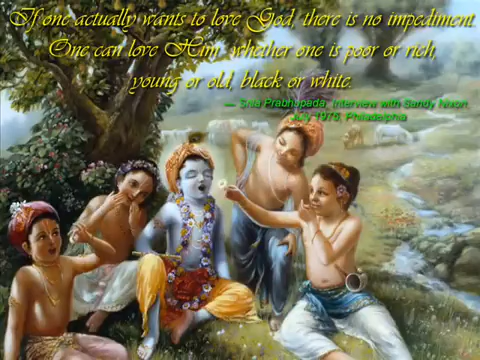 If one actually wants to love God, there is no impediment.
One can love Him, whether one is poor or rich,
young or old, black or white.
— Srila Prabhupada, Interview with Sandy Nixon,
July 1975, Philadelphia